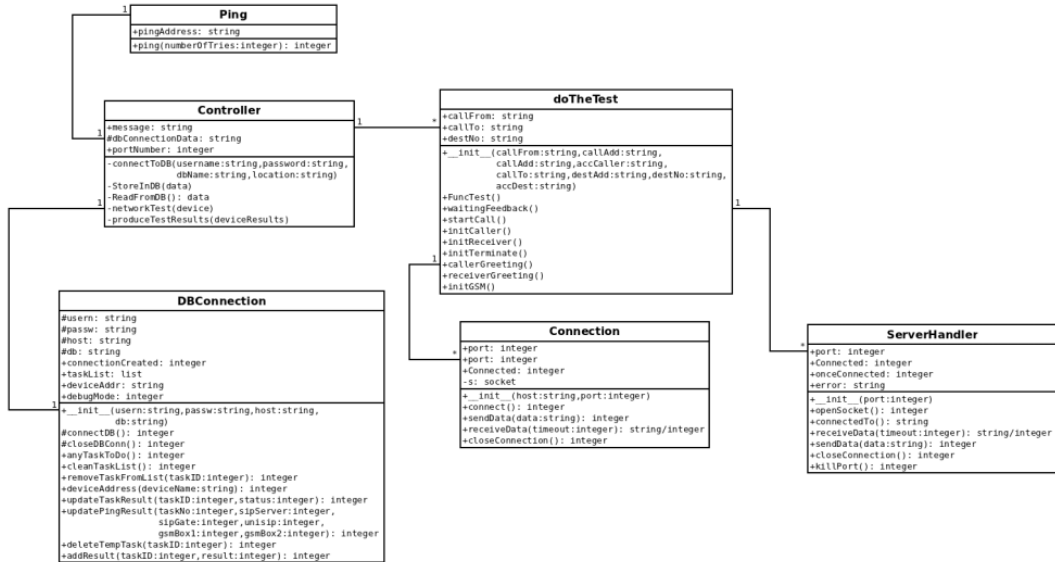 Ping
+pingAddress: string
+ping(numberOfTries:integer): integer
1
1
Controller
+message: string
#dbConnectionData: string
+portNumber: integer
-connectToDB(username:string,password:string,
dbName:string,location:string)
-StoreInDB(data)
-ReadFromDB(): data
-networkTest(device)
-produceTestResults(deviceResults)
1
*
1
1
doTheTest
+callFrom: string
+callTo: string
+destNo: string
+__init__(callFrom:string,callAdd:string,
callAdd:string,accCaller:string,
callTo:string,destAdd:string,destNo:string,
accDest:string)
+FuncTest()
+waitingFeedback()
+startCall()
+initCaller()
+initReceiver()
+initTerminate()
+callerGreeting()
+receiverGreeting()
+initGSM()
1
*
1
*
DBConnection
#usern: string
#passw: string
#host: string
#db: string
+connectionCreated: integer
+taskList: list
+deviceAddr: string
+debugMode: integer
+__init__(usern:string,passw:string,host:string,
db:string)
#connectDB(): integer
#closeDBConn(): integer
+anyTaskToDo(): integer
+cleanTaskList(): integer
+removeTaskFromList(taskID:integer): integer
+deviceAddress(deviceName:string): integer
+updateTaskResult(taskID:integer,status:integer): integer
+updatePingResult(taskNo:integer,sipServer:integer,
sipGate:integer,unisip:integer,
gsmBox1:integer,gsmBox2:integer): integer
+deleteTempTask(taskID:integer): integer
+addResult(taskID:integer,result:integer): integer
Connection
+port: integer
+port: integer
+Connected: integer
-s: socket
+__init__(host:string,port:integer)
+connect(): integer
+sendData(data:string): integer
+receiveData(timeout:integer): string/integer
+closeConnection(): integer
ServerHandler
+port: integer
+Connected: integer
+onceConnected: integer
+error: string
+__init__(port:integer)
+openSocket(): integer
+connectedTo(): string
+receiveData(timeout:integer): string/integer
+sendData(data:string): integer
+closeConnection(): integer
+killPort(): integer